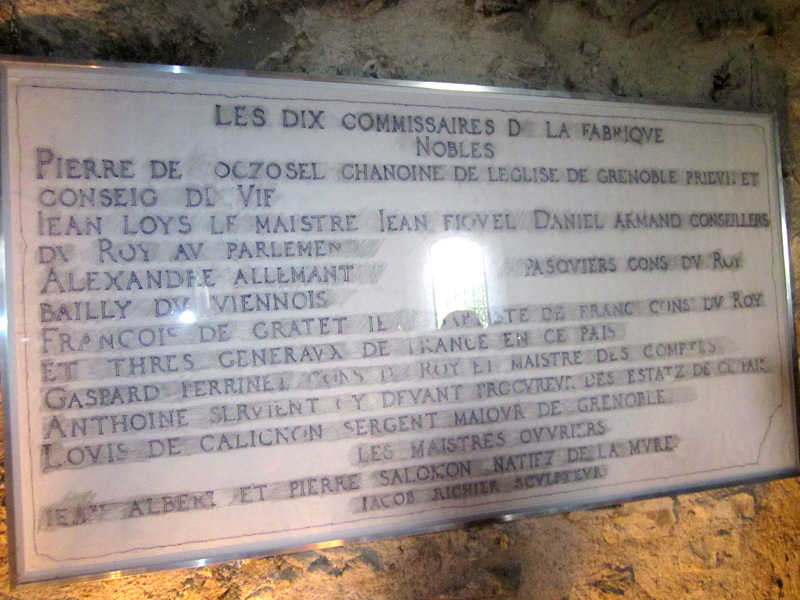 LES DIX COMMISSAIRES D LA FABRIQVE
NOBLES
PIERRE DE OCZOSEL CHANOINE DE LEGLISE DE GRENOBLE PRIEVR ET
CONSEIG DE VIF
IEAN LOYS LE MAISTRE IEAN FIQVEL DANIEL ARMAND CONSEILLERS
DV ROY AV PARLEMEN
ALEXANDRE ALLEMANT PASOVIERS CONS DV ROY
BAILLY DV VIENNOIS
FRANCOIS DE GRATET DE FRANC CONS DV ROY
ET THRES GENERAVX DE FRANCE EN CE PAIS
GASPARD PERRINET CONS D ROY ET MAISTRE DES COMPTES
ANTHOINE SERVIENT CY DEVANT PROCVREVR DES ESTATZ DE CE PAIS
LOVIS DE CALIGNON SERGENT MAIOVR DE GRENOBLE
LES MAISTRES OVVRIERS
IEAN ALBERT ET PIERRE SALOMON NATIFZ DE LA MVRE
IACOB RICHIER SCVLPTEVR